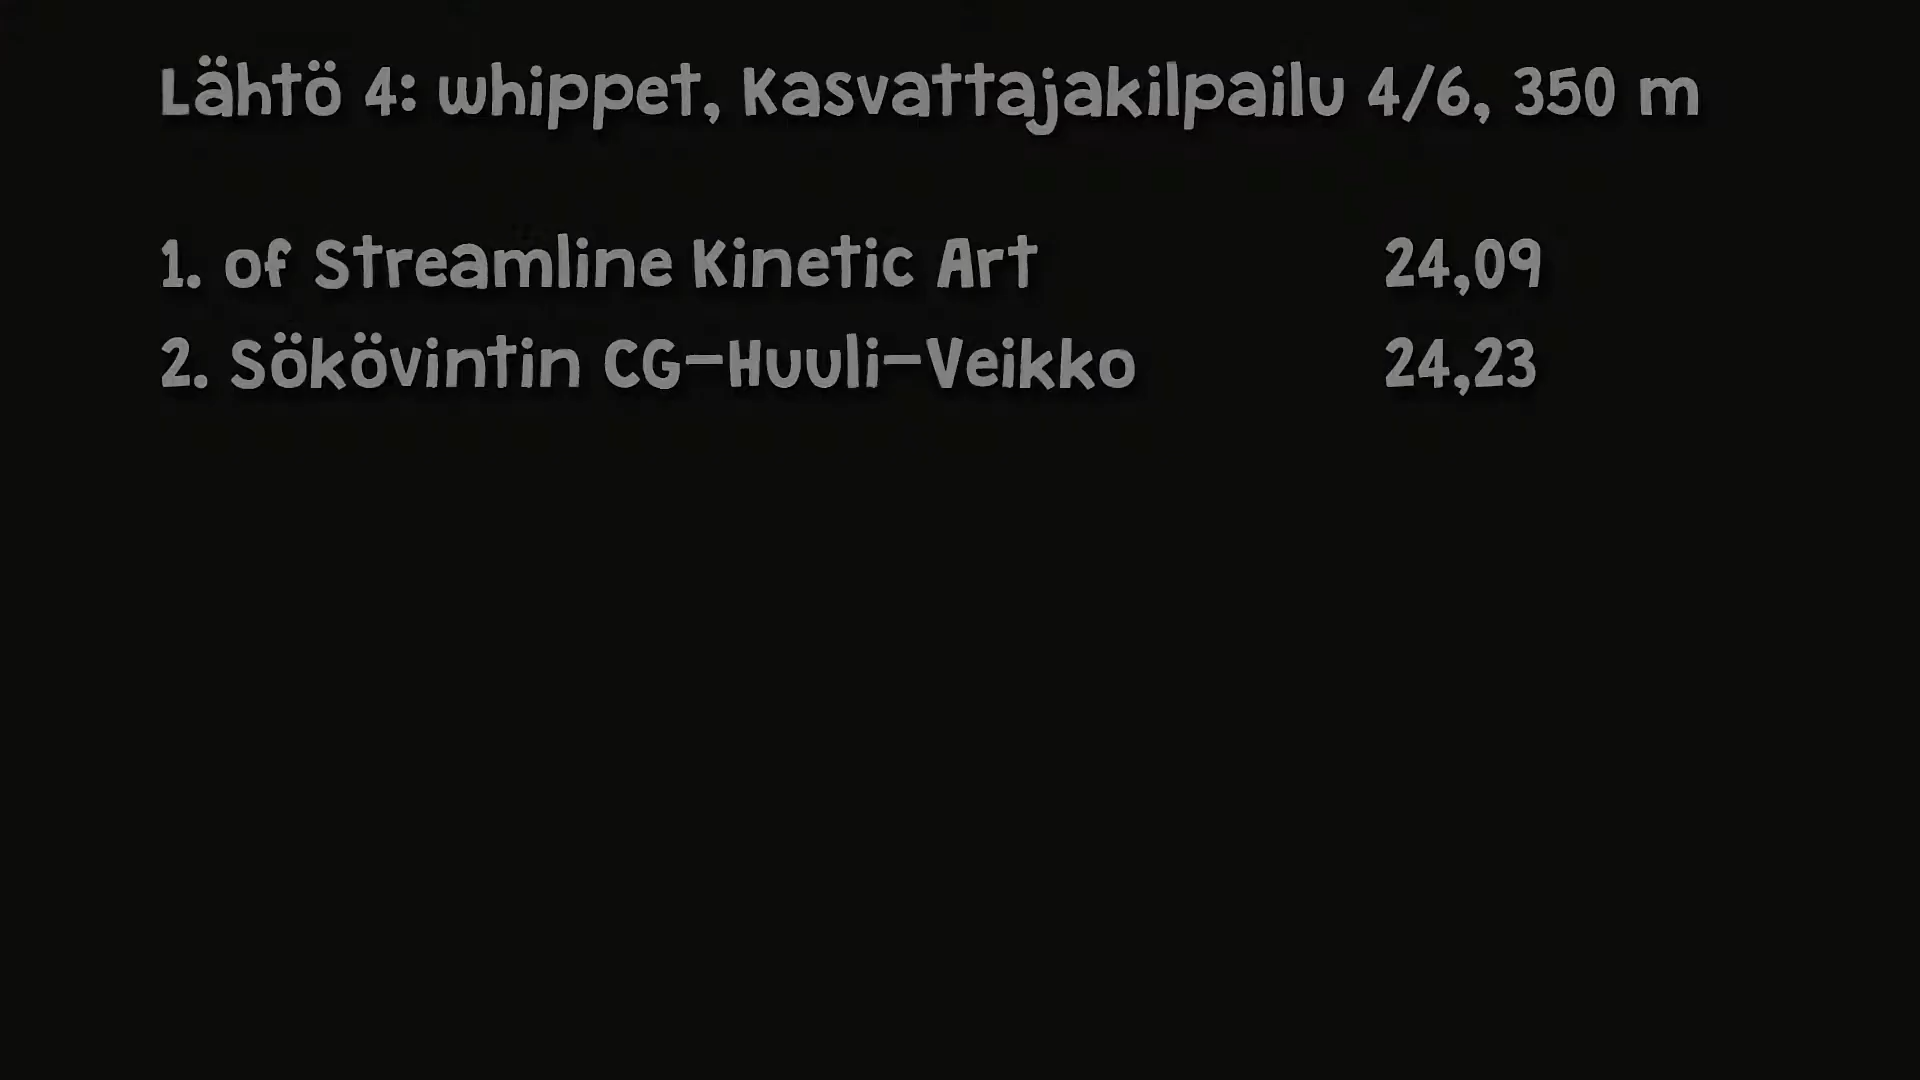 Lähtö 4: whippet, Kasvattajakilpailu 4/6, 350 m
1. of Streamline Kinetic Art 24,09
2. Sökövintin CG-Huuli-Veikko 24,23